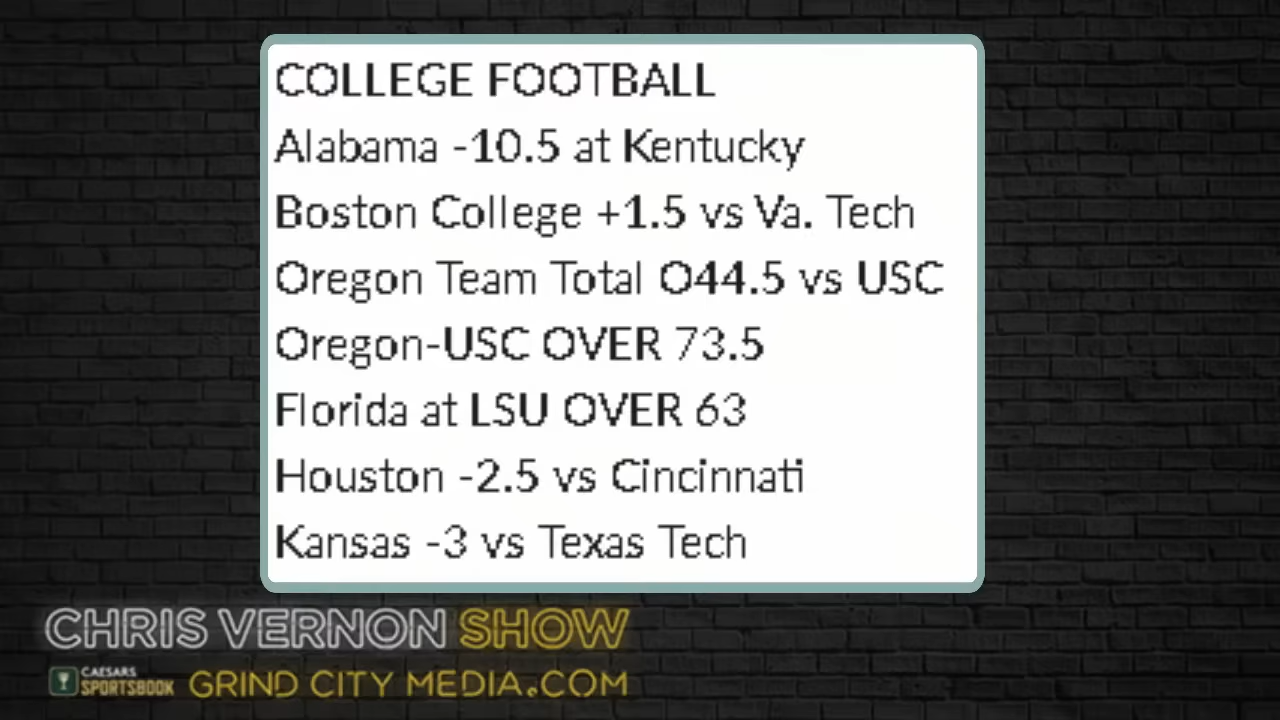 COLLEGE FOOTBALL
Alabama -10.5 at Kentucky
Boston College +1.5 vs Va. Tech
Oregon Team Total O44.5 vs USC
Oregon-USC OVER 73.5
Florida at LSU OVER 63
Houston -2.5 vs Cincinnati
Kansas -3 vs Texas Tech
CHRIS VERNON SHOW
CAESARS
SPORTSBOOK
GRIND CITY MEDIA.COM